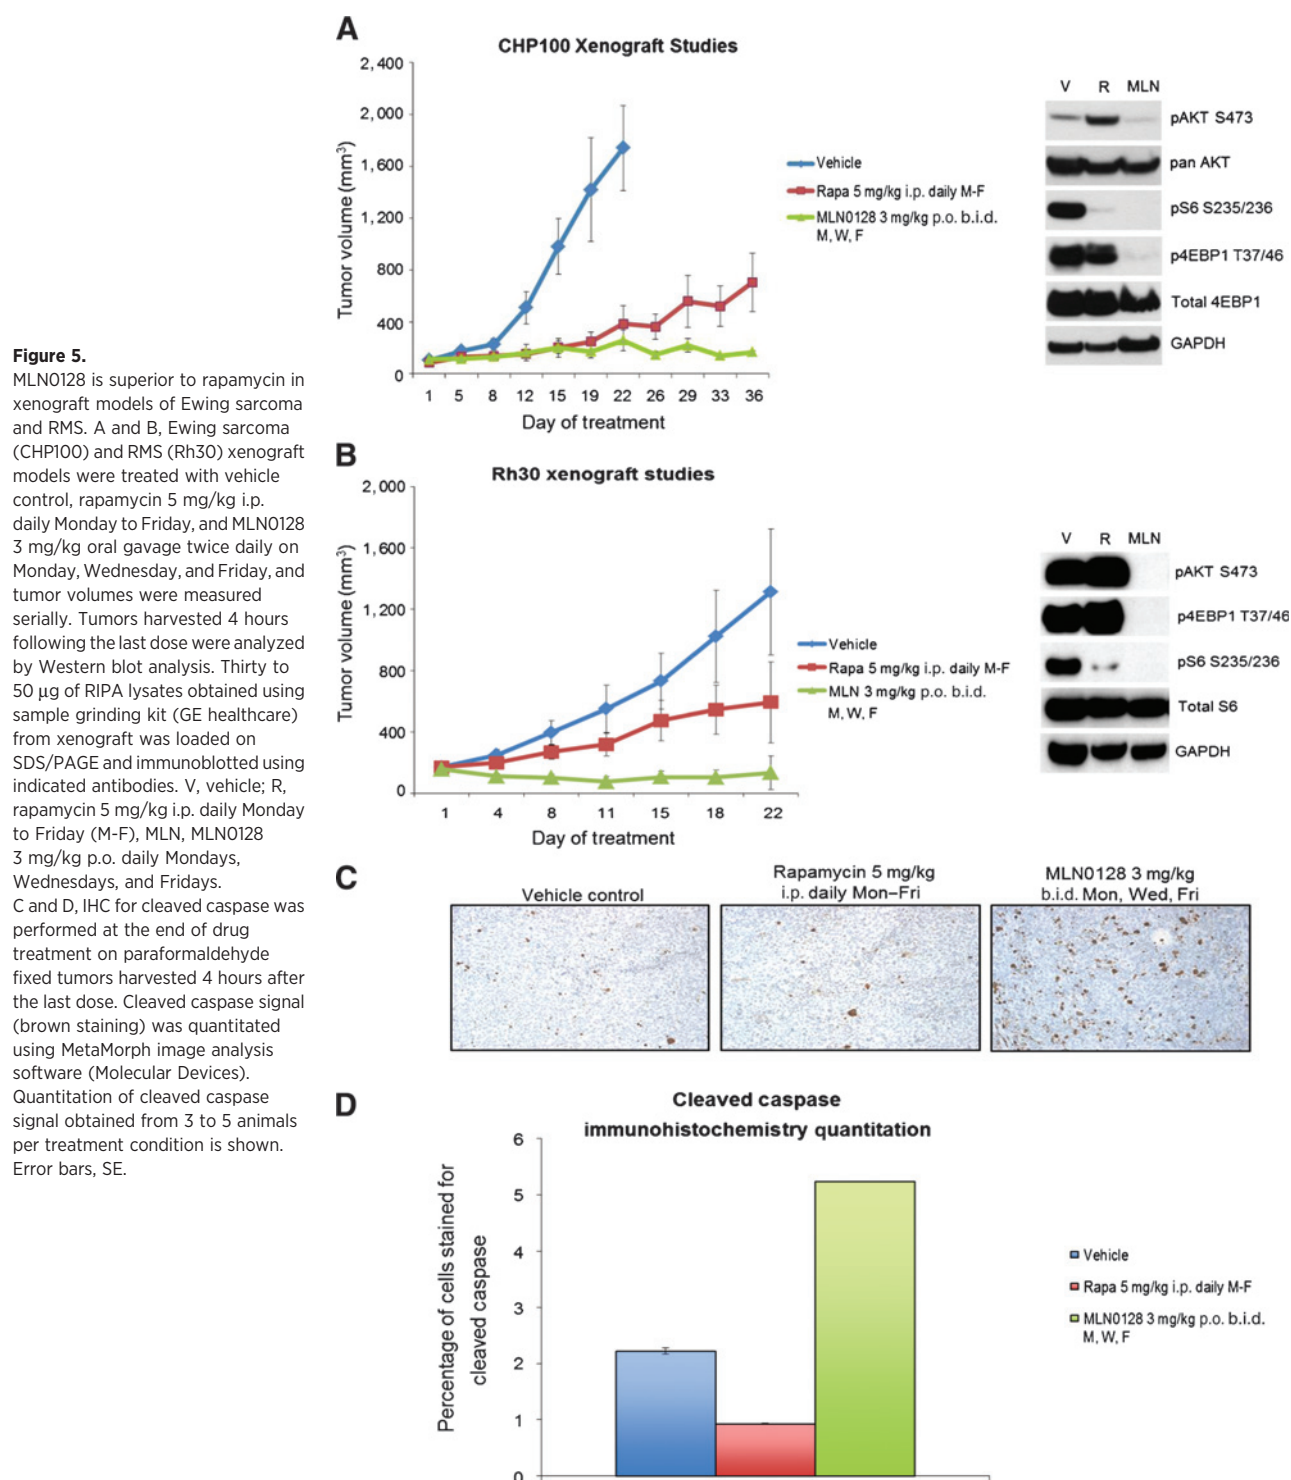 Figure 5.
MLN0128 is superior to rapamycin in
xenograft models of Ewing sarcoma
and RMS. A and B, Ewing sarcoma
(CHP100) and RMS (Rh30) xenograft
models were treated with vehicle
control, rapamycin 5 mg/kg i.p.
daily Monday to Friday, and MLN0128
3 mg/kg oral gavage twice daily on
Monday, Wednesday, and Friday, and
tumor volumes were measured
serially. Tumors harvested 4 hours
following the last dose were analyzed
by Western blot analysis. Thirty to
50 μg of RIPA lysates obtained using
sample grinding kit (GE healthcare)
from xenograft was loaded on
SDS/PAGE and immunoblotted using
indicated antibodies. V, vehicle; R,
rapamycin 5 mg/kg i.p. daily Monday
to Friday (M-F), MLN, MLN0128
3 mg/kg p.o. daily Mondays,
Wednesdays, and Fridays.
C and D, IHC for cleaved caspase was
performed at the end of drug
treatment on paraformaldehyde
fixed tumors harvested 4 hours after
the last dose. Cleaved caspase signal
(brown staining) was quantitated
using MetaMorph image analysis
software (Molecular Devices).
Quantitation of cleaved caspase
signal obtained from 3 to 5 animals
per treatment condition is shown.
Error bars, SE.
A
CHP100 Xenograft Studies
Tumor volume (mm³)
2,400
2,000
1,600
1,200
800
400
0
1 5 8 12 15 19 22 26 29 33 36
Day of treatment
Vehicle
Rapa 5 mg/kg i.p. daily M-F
MLN0128 3 mg/kg p.o. b.i.d.
M, W, F
V R MLN
pAKT S473
pan AKT
pS6 S235/236
p4EBP1 T37/46
Total 4EBP1
GAPDH
B
Rh30 xenograft studies
Tumor volume (mm³)
2,000
1,600
1,200
800
400
0
1 4 8 11 15 18 22
Day of treatment
Vehicle
Rapa 5 mg/kg i.p. daily M-F
MLN 3 mg/kg p.o. b.i.d.
M, W, F
V R MLN
pAKT S473
p4EBP1 T37/46
pS6 S235/236
Total S6
GAPDH
C
Vehicle control
Rapamycin 5 mg/kg
i.p. daily Mon–Fri
MLN0128 3 mg/kg
b.i.d. Mon, Wed, Fri
D
Cleaved caspase
immunohistochemistry quantitation
Percentage of cells stained for
cleaved caspase
6
5
4
3
2
1
0
Vehicle
Rapa 5 mg/kg i.p. daily M-F
MLN0128 3 mg/kg p.o. b.i.d.
M, W, F